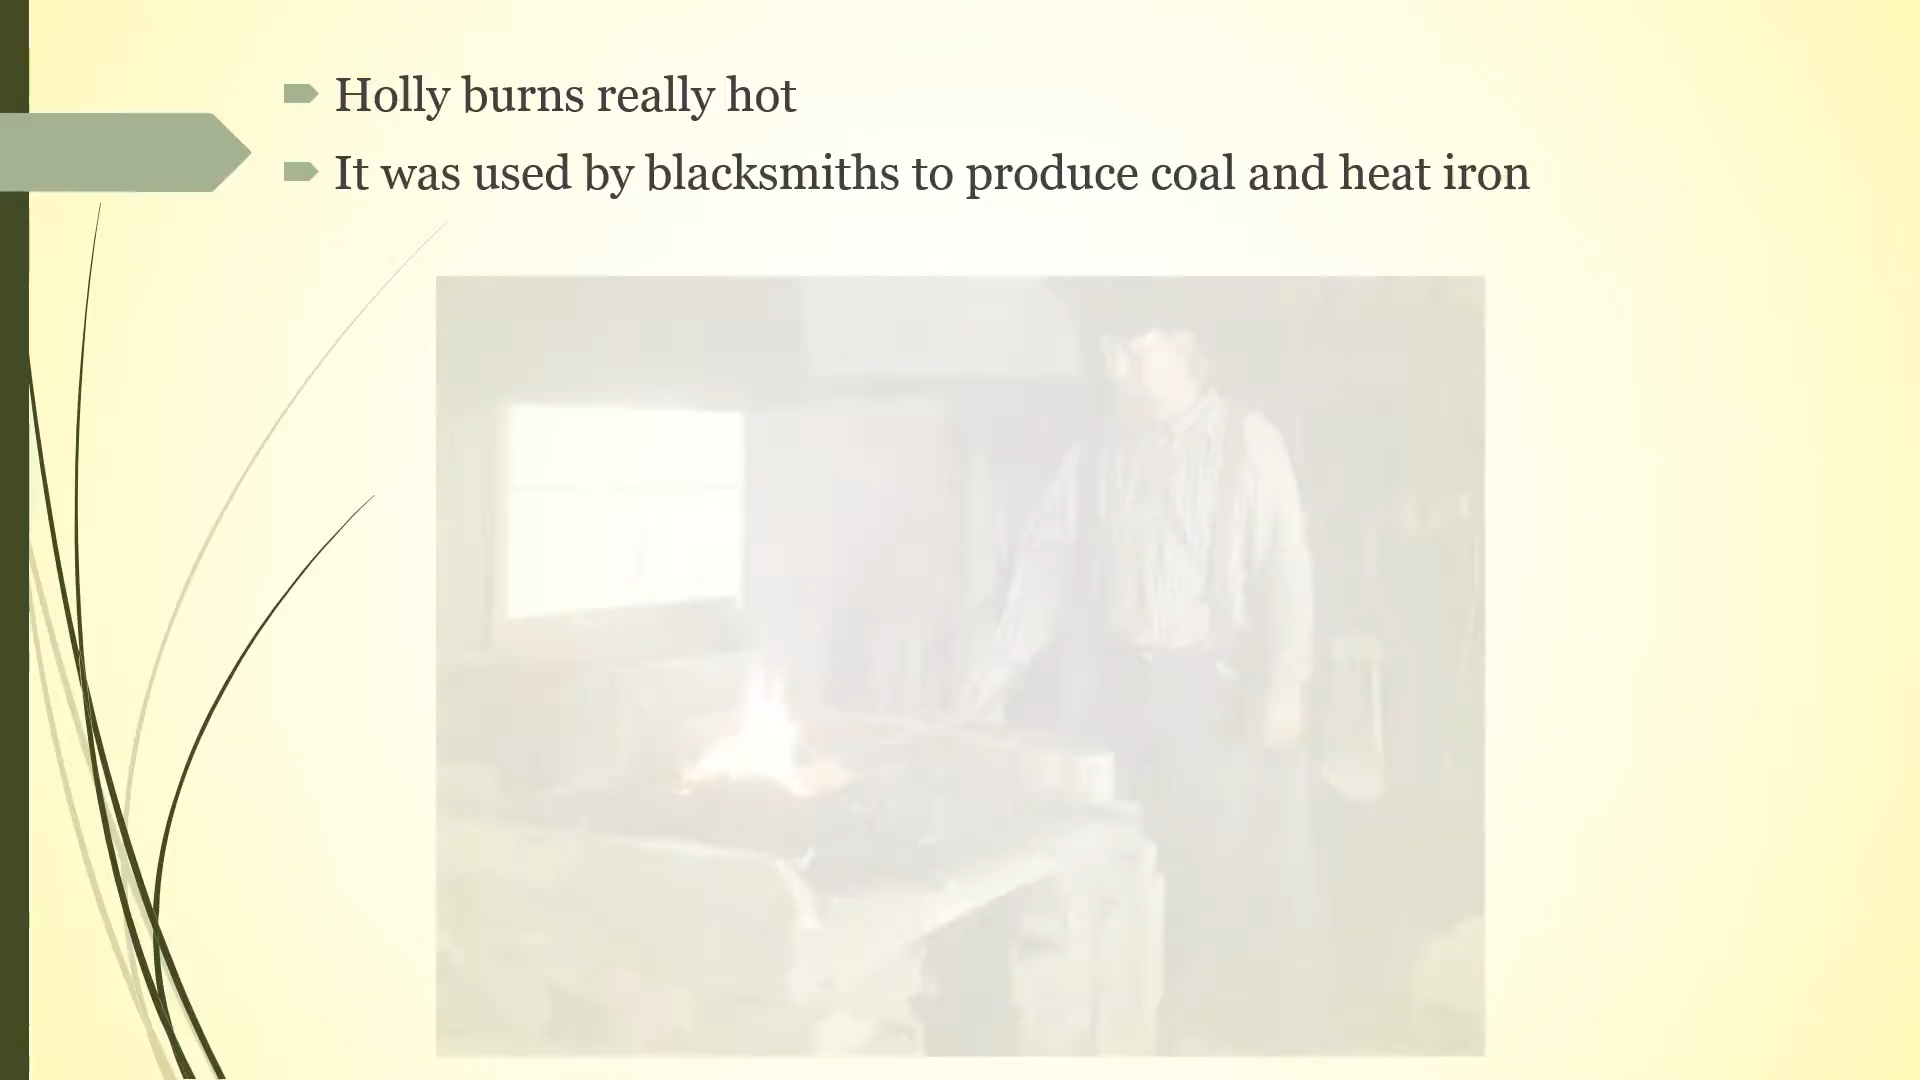 Holly burns really hot
It was used by blacksmiths to produce coal and heat iron